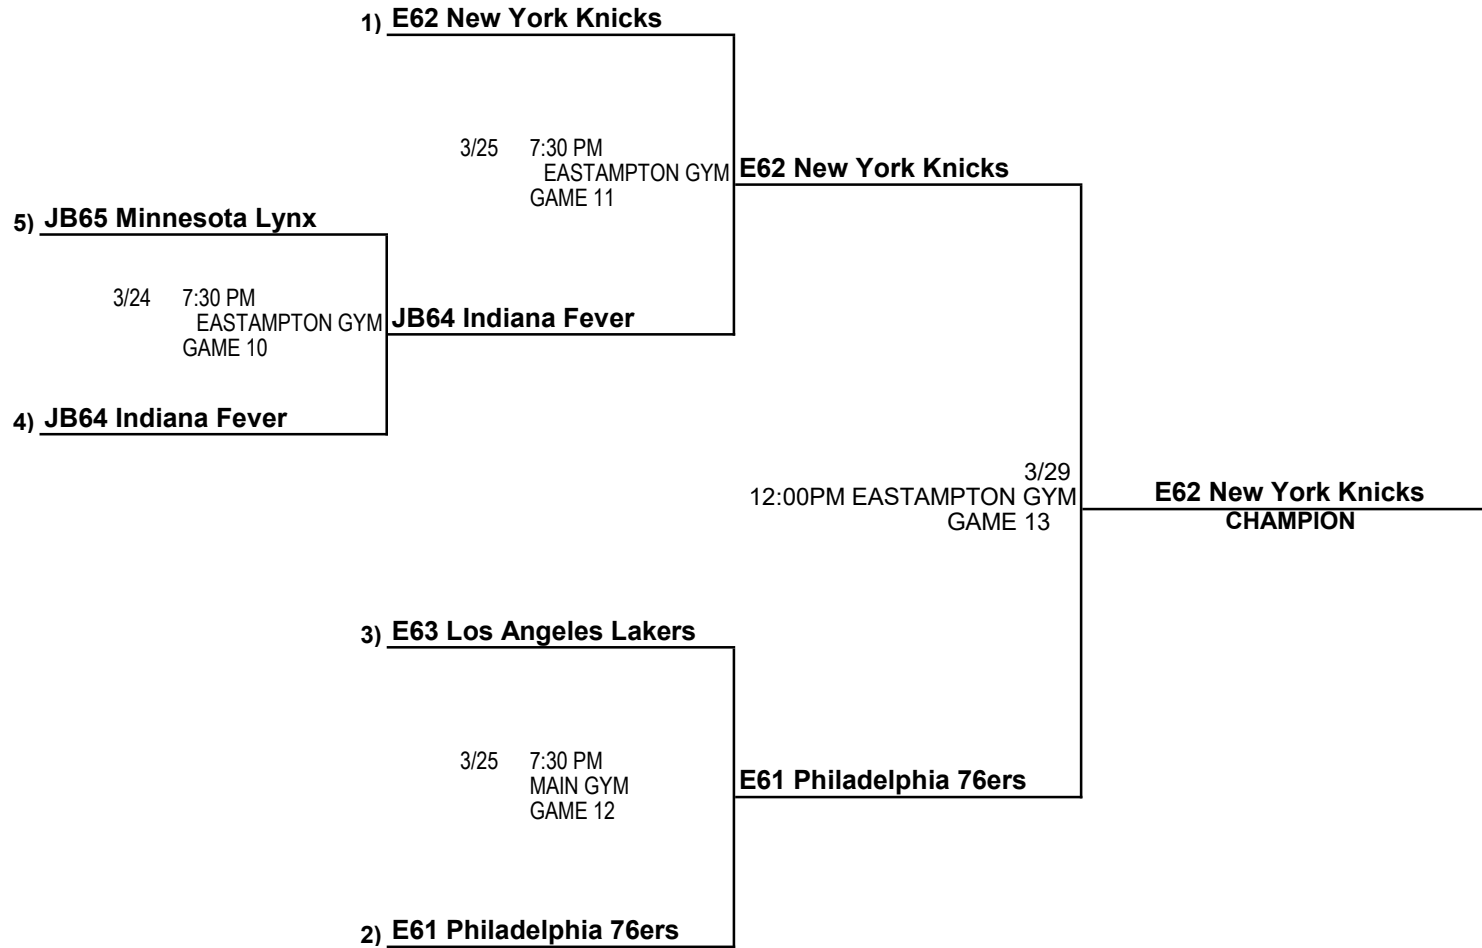 1) E62 New York Knicks
3/25 7:30 PM
EASTAMPTON GYM
GAME 11
E62 New York Knicks
5) JB65 Minnesota Lynx
3/24 7:30 PM
EASTAMPTON GYM
GAME 10
JB64 Indiana Fever
4) JB64 Indiana Fever
3/29
12:00PM EASTAMPTON GYM
GAME 13
E62 New York Knicks
CHAMPION
3) E63 Los Angeles Lakers
3/25 7:30 PM
MAIN GYM
GAME 12
E61 Philadelphia 76ers
2) E61 Philadelphia 76ers